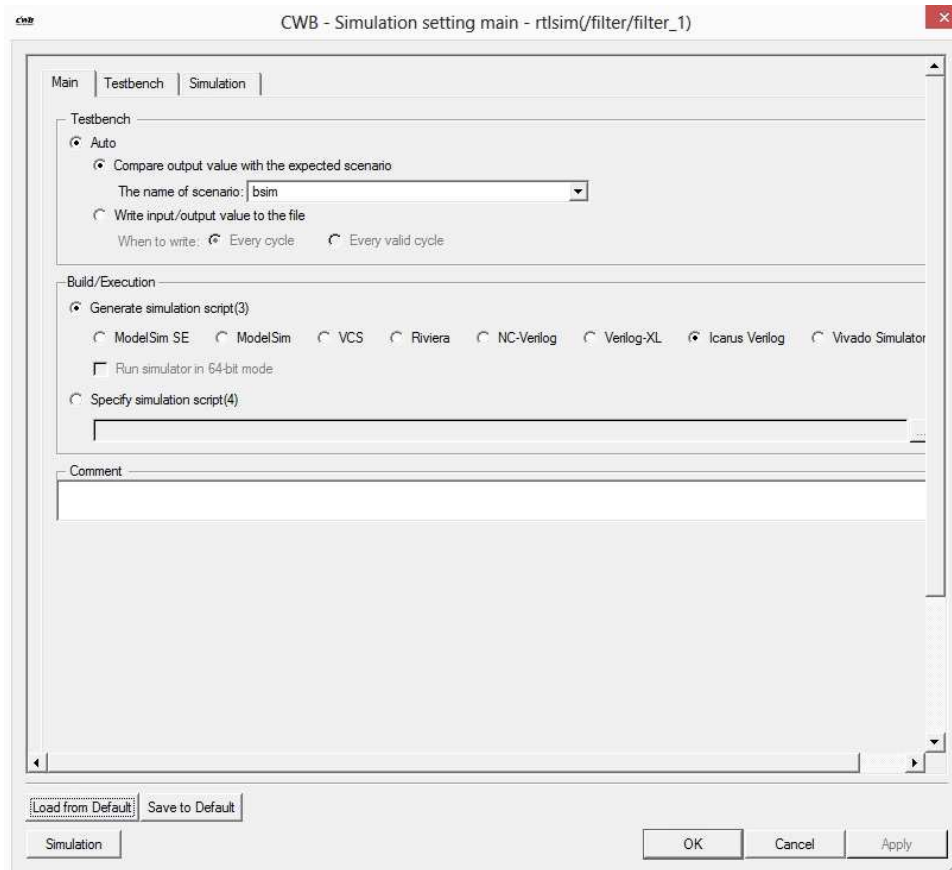 CWB
CWB - Simulation setting main - rtlsim(/filter/filter_1)
Main Testbench Simulation
Testbench
Auto
Compare output value with the expected scenario
The name of scenario: bsim
Write input/output value to the file
When to write: Every cycle Every valid cycle
Build/Execution
Generate simulation script(3)
ModelSim SE ModelSim VCS Riviera NC-Verilog Verilog-XL Icarus Verilog Vivado Simulator
Run simulator in 64-bit mode
Specify simulation script(4)
...
Comment
Load from Default Save to Default
Simulation OK Cancel Apply